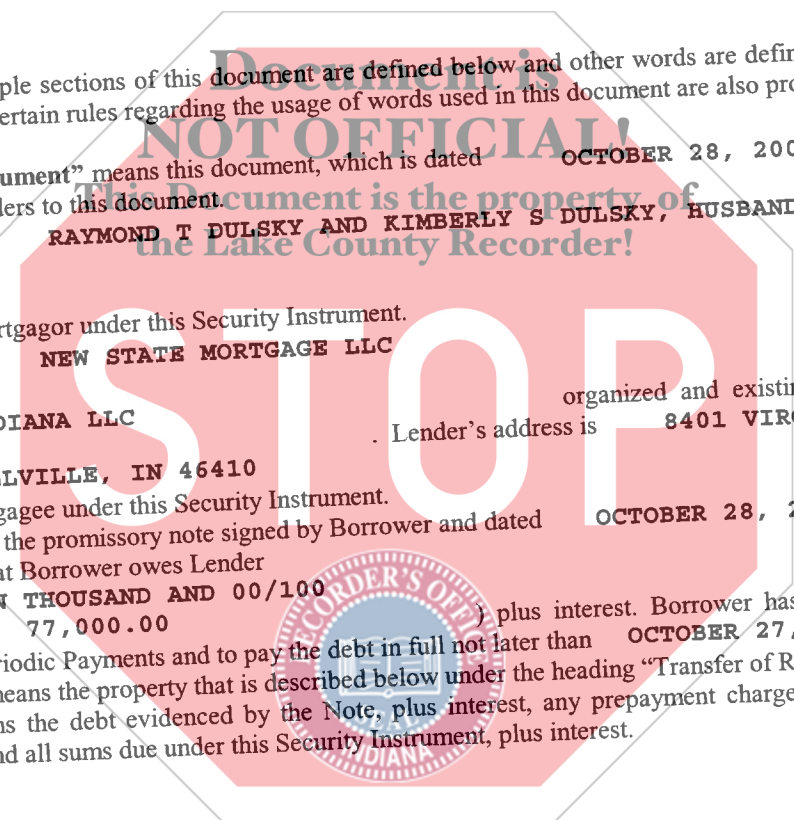 Document is
ple sections of this document are defined below and other words are defin
ertain rules regarding the usage of words used in this document are also pro
NOT OFFICIAL!
ument” means this document, which is dated OCTOBER 28, 200
This Document is the property of
lers to this document.
RAYMOND T DULSKY AND KIMBERLY S DULSKY, HUSBAND
the Lake County Recorder!
rtgagor under this Security Instrument.
NEW STATE MORTGAGE LLC
STOP
organized and existin
DIANA LLC
. Lender's address is 8401 VIRG
LVILLE, IN 46410
gagee under this Security Instrument.
the promissory note signed by Borrower and dated OCTOBER 28, 2
at Borrower owes Lender
N THOUSAND AND 00/100
77,000.00 ) plus interest. Borrower has
riodic Payments and to pay the debt in full not later than OCTOBER 27,
neans the property that is described below under the heading “Transfer of R
ns the debt evidenced by the Note, plus interest, any prepayment charge
nd all sums due under this Security Instrument, plus interest.
RECORDER'S OFFICE
SEAL
INDIANA